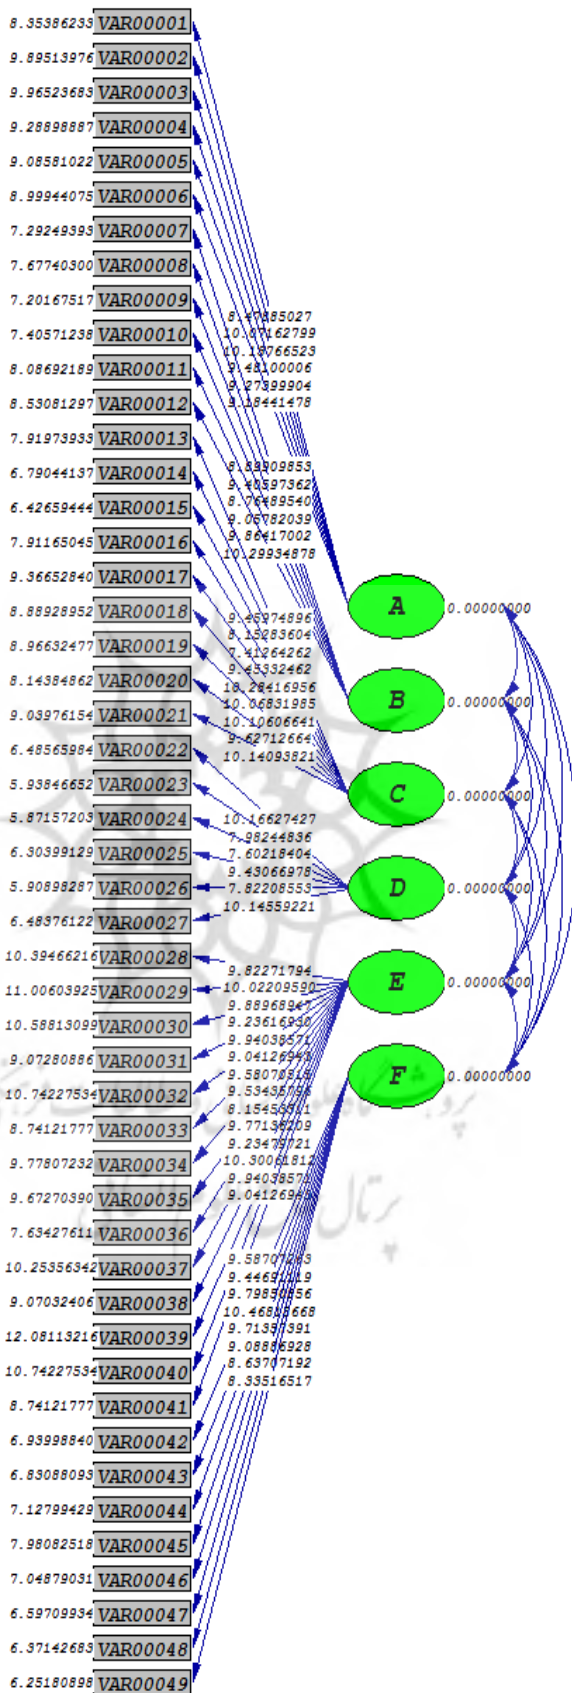 8.35386233 VAR00001
9.89513976 VAR00002
9.96523683 VAR00003
9.28898887 VAR00004
9.08581022 VAR00005
8.99944075 VAR00006
7.29249393 VAR00007
7.67740300 VAR00008
7.20167517 VAR00009
7.40571238 VAR00010
8.08692189 VAR00011
8.53081297 VAR00012
7.91973933 VAR00013
6.79044137 VAR00014
6.42659444 VAR00015
7.91165045 VAR00016
9.36652840 VAR00017
8.88928952 VAR00018
8.96632477 VAR00019
8.14384862 VAR00020
9.03976154 VAR00021
6.48565984 VAR00022
5.93846652 VAR00023
5.87157203 VAR00024
6.30399129 VAR00025
5.90898287 VAR00026
6.48376122 VAR00027
10.39466216 VAR00028
11.00603925 VAR00029
10.58813099 VAR00030
9.07280886 VAR00031
10.74227534 VAR00032
8.74121777 VAR00033
9.77807232 VAR00034
9.67270390 VAR00035
7.63427611 VAR00036
10.25356342 VAR00037
9.07032406 VAR00038
12.08113216 VAR00039
10.74227534 VAR00040
8.74121777 VAR00041
6.93998840 VAR00042
6.83088093 VAR00043
7.12799429 VAR00044
7.98082518 VAR00045
7.04879031 VAR00046
6.59709934 VAR00047
6.37142683 VAR00048
6.25180898 VAR00049
10.07162799
10.18766523
9.48100006
9.27399904
9.18441478
8.89909853
9.40597362
8.76489540
9.05782039
9.86417002
10.29934878
9.45974896
8.15283604
7.41264262
9.45332462
10.28416956
10.06831985
10.10606641
9.62712664
10.14093821
10.16627427
7.98244836
7.60218404
9.43066978
7.82208553
10.14559221
9.82271794
10.02209590
9.23616930
9.94038571
9.04126943
9.23479721
10.30061812
9.94038571
9.04126943
9.58707263
9.44691119
9.08886928
8.63707192
8.33516517
A 0.00000000
B 0.00000000
C 0.00000000
D 0.00000000
E 0.00000000
F 0.00000000